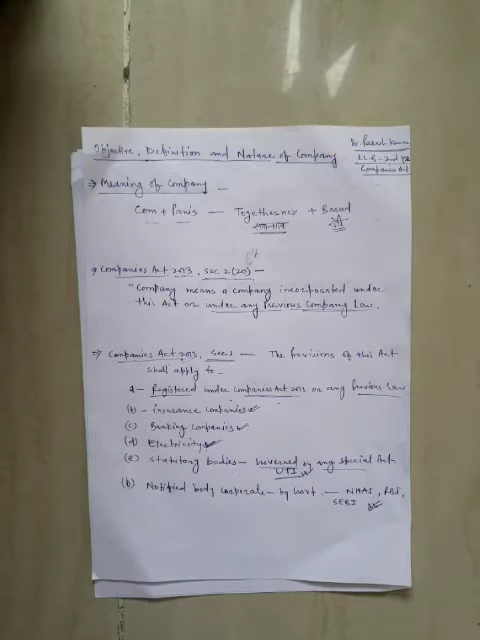 Objective, Definition and Nature of Company
Dr. Parul Kumar
LL.B - 2nd
Companies Act
→ Meaning of Company -
Com + Panis — Togetherness + Bread
साथ-साथ रोटी
→ Companies Act 2013, Sec 2(20) -
"Company means a company incorporated under
this Act or under any Previous Company Law.
→ Companies Act 2013, Sec 1 — The Provisions of this Act
shall apply to -
a - Registered under Companies Act 2013 or any Previous Law
(b) - insurance companies
(c) Banking companies
(d) Electricity
(e) Statutory bodies - Governed by any special Act
UTI
(b) Notified body corporate - by Govt. - NHAI, RBI,
SEBI